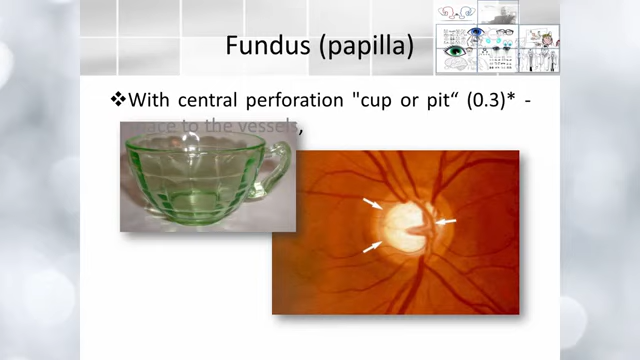 Fundus (papilla)
❖With central perforation "cup or pit“ (0.3)* -
to the vessels,